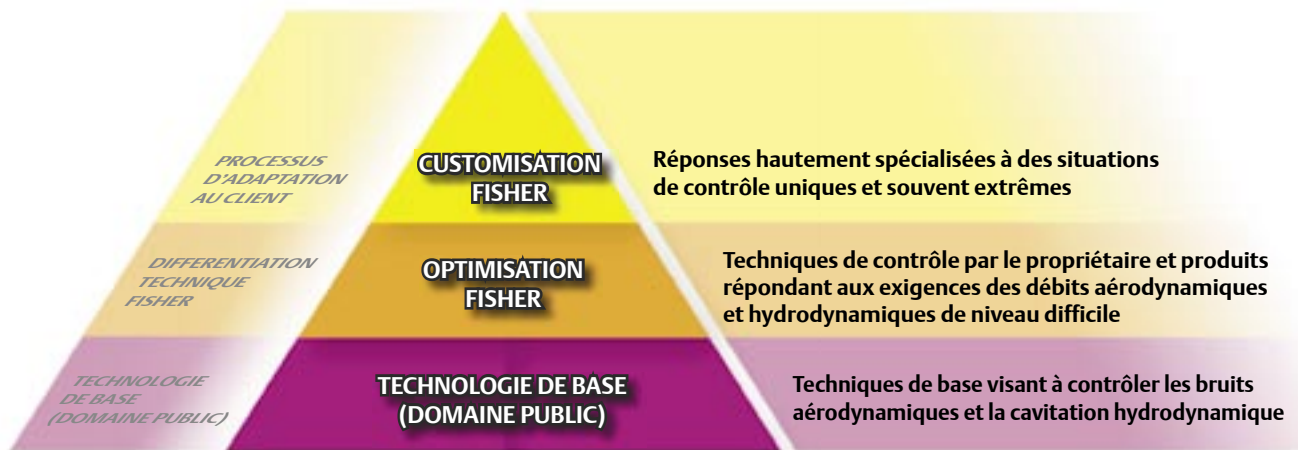 PROCESSUS
D'ADAPTATION
AU CLIENT
CUSTOMISATION
FISHER
Réponses hautement spécialisées à des situations
de contrôle uniques et souvent extrêmes
DIFFERENTIATION
TECHNIQUE
FISHER
OPTIMISATION
FISHER
Techniques de contrôle par le propriétaire et produits
répondant aux exigences des débits aérodynamiques
et hydrodynamiques de niveau difficile
TECHNOLOGIE
DE BASE
(DOMAINE PUBLIC)
TECHNOLOGIE DE BASE
(DOMAINE PUBLIC)
Techniques de base visant à contrôler les bruits
aérodynamiques et la cavitation hydrodynamique